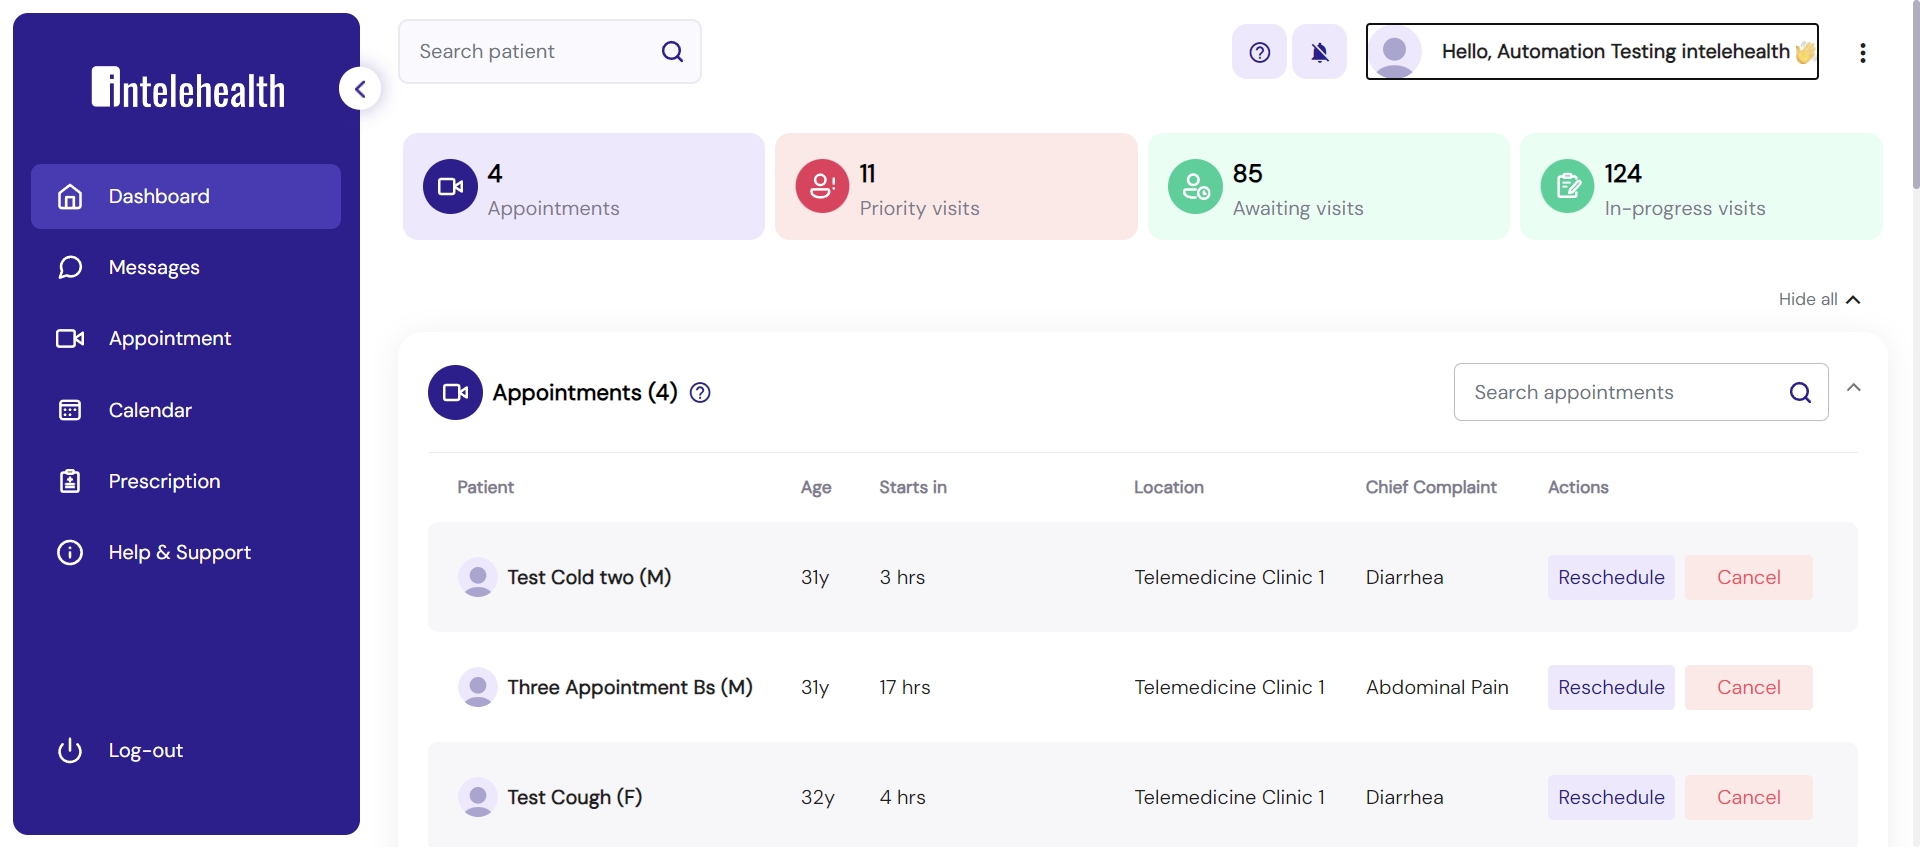 intelehealth
Dashboard
Messages
Appointment
Calendar
Prescription
Help & Support
Log-out
Search patient
Hello, Automation Testing intelehealth 👋
4
Appointments
11
Priority visits
85
Awaiting visits
124
In-progress visits
Hide all
Appointments (4)
Search appointments
Patient Age Starts in Location Chief Complaint Actions
Test Cold two (M) 31y 3 hrs Telemedicine Clinic 1 Diarrhea Reschedule Cancel
Three Appointment Bs (M) 31y 17 hrs Telemedicine Clinic 1 Abdominal Pain Reschedule Cancel
Test Cough (F) 32y 4 hrs Telemedicine Clinic 1 Diarrhea Reschedule Cancel